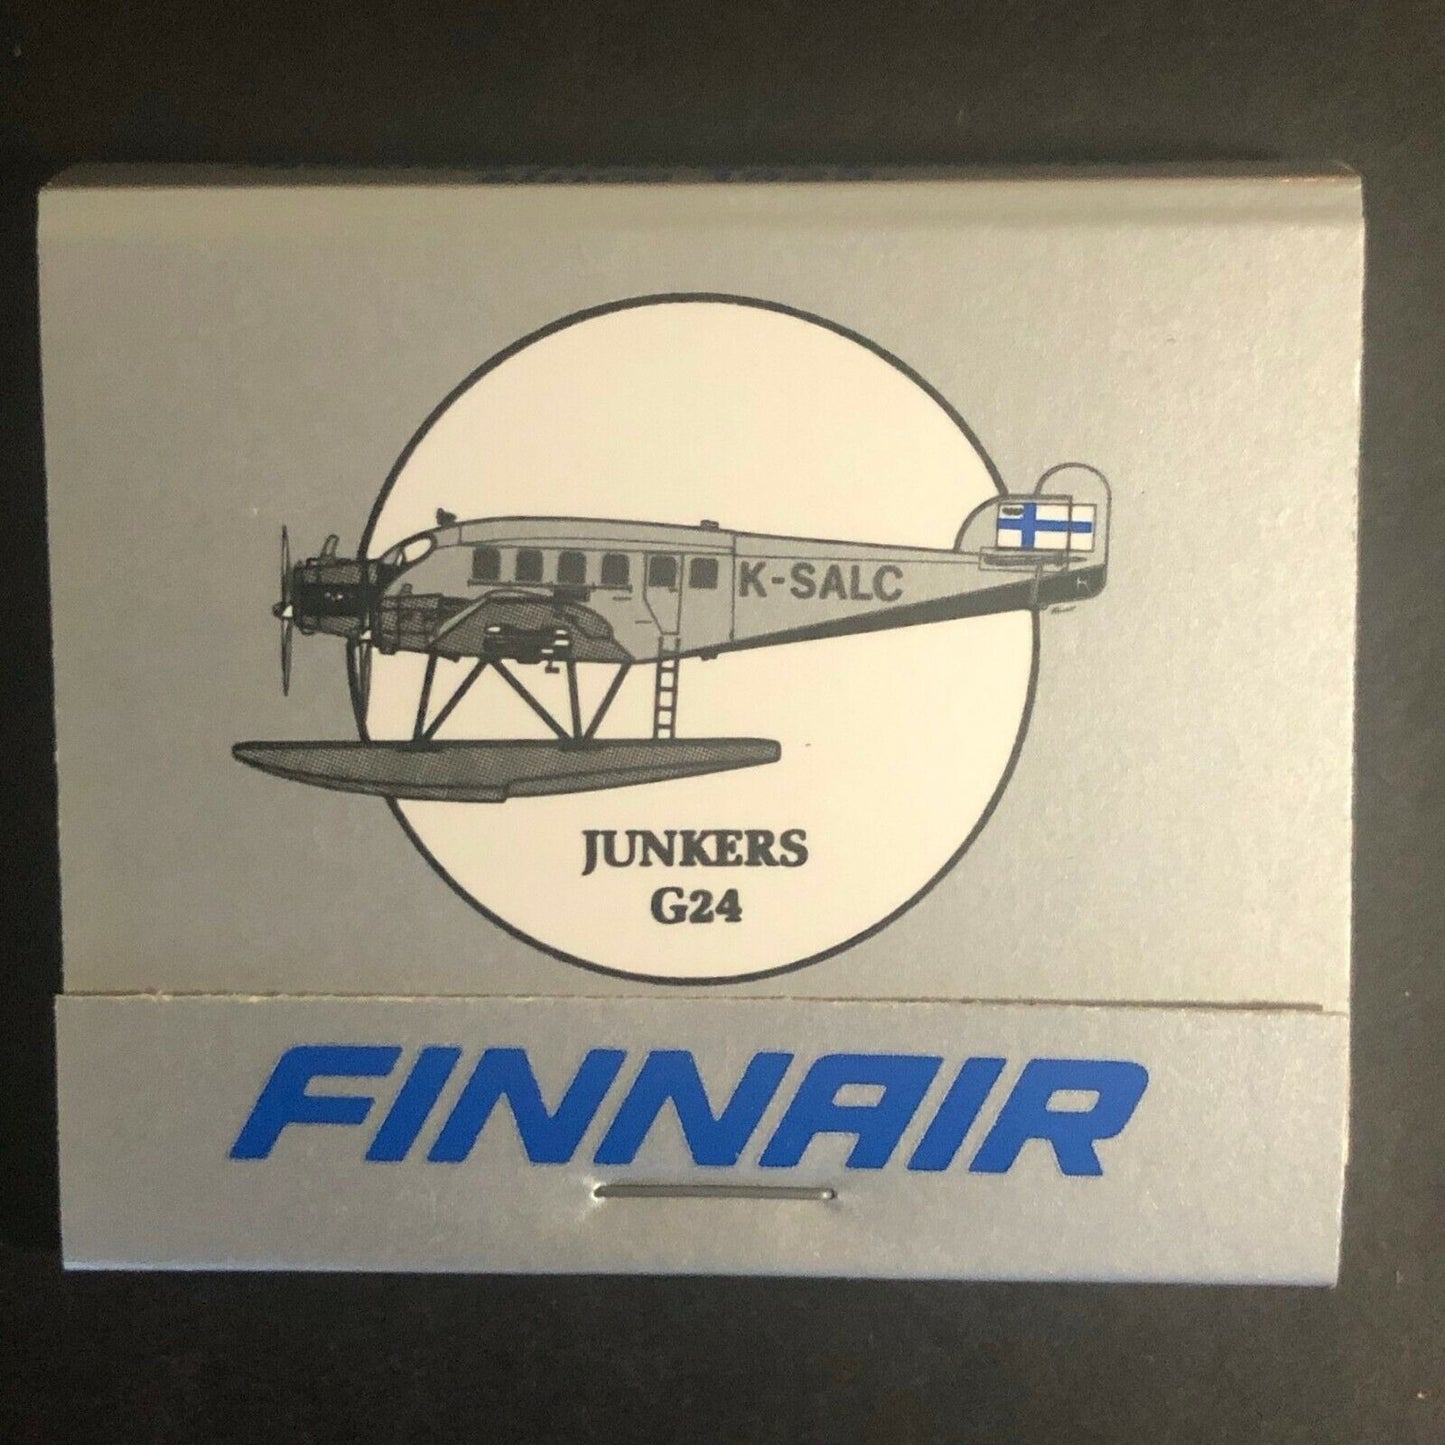 K-SALC
JUNKERS
G24
FINNAIR